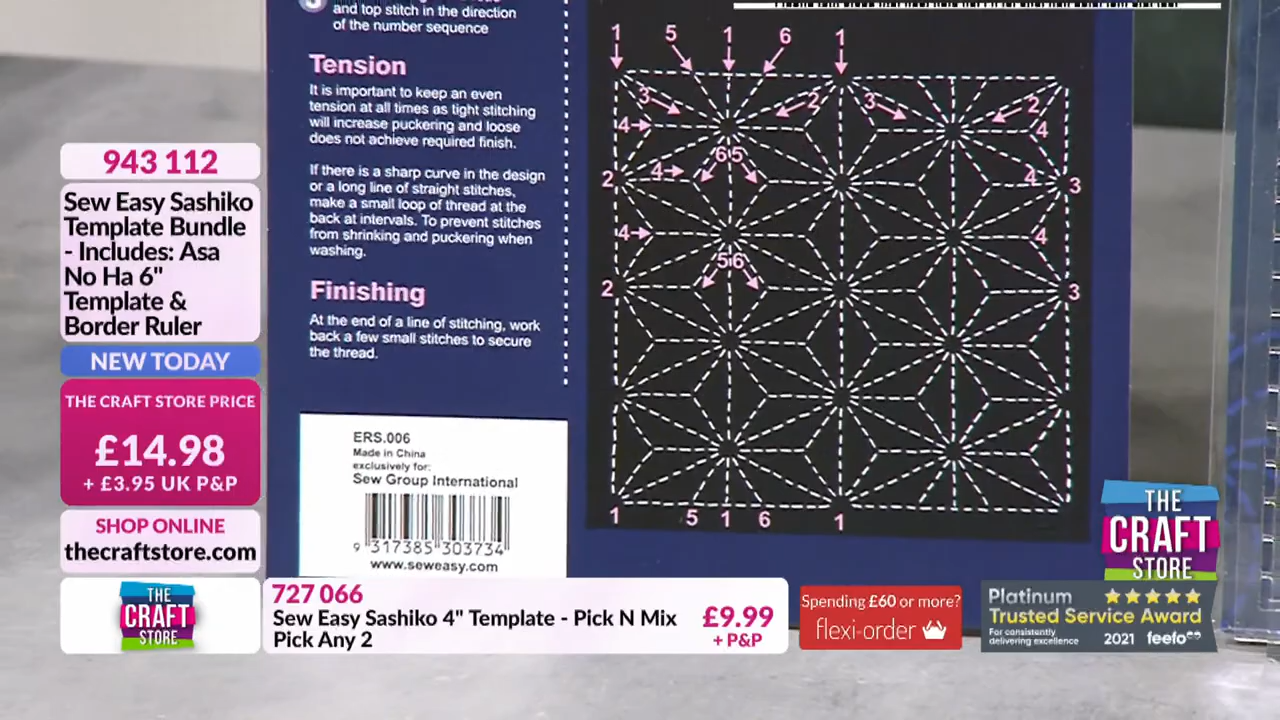 and top stitch in the direction
of the number sequence
Tension
It is important to keep an even
tension at all times as tight stitching
will increase puckering and loose
does not achieve required finish.
If there is a sharp curve in the design
or a long line of straight stitches,
make a small loop of thread at the
back at intervals. To prevent stitches
from shrinking and puckering when
washing.
Finishing
At the end of a line of stitching, work
back a few small stitches to secure
the thread.
ERS.006
Made in China
exclusively for:
Sew Group International
9 317385 303734
www.seweasy.com
1 5 1 6 1
3 2 3 2
4 4
6 5
2 4 4 3
4 4
5 6
2 3
1 5 1 6 1
943 112
Sew Easy Sashiko
Template Bundle
- Includes: Asa
No Ha 6"
Template &
Border Ruler
NEW TODAY
THE CRAFT STORE PRICE
£14.98
+ £3.95 UK P&P
SHOP ONLINE
thecraftstore.com
THE
CRAFT
STORE
727 066
Sew Easy Sashiko 4" Template - Pick N Mix
Pick Any 2
£9.99
+ P&P
Spending £60 or more?
flexi-order
THE
CRAFT
STORE
Platinum
Trusted Service Award
For consistently
delivering excellence
2021 feefo